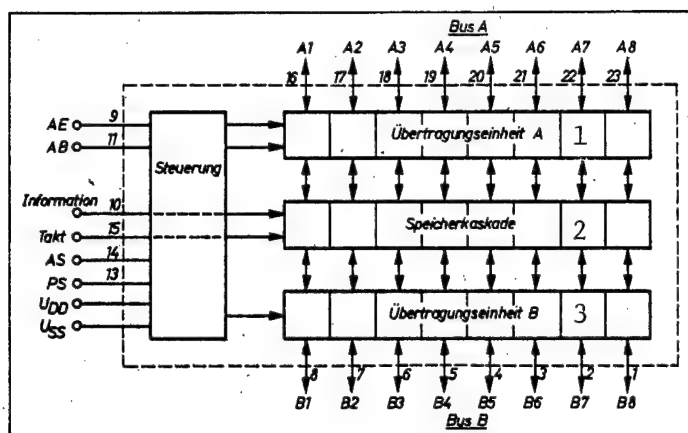 Bus A
A1 A2 A3 A4 A5 A6 A7 A8
16 17 18 19 20 21 22 23
AE 9
AB 11
Übertragungseinheit A 1
Steuerung
Information 10
Speicherkaskade 2
Takt 15
AS 14
PS 13
UDD
USS
Übertragungseinheit B 3
8 7 6 5 4 3 2 1
B1 B2 B3 B4 B5 B6 B7 B8
Bus B